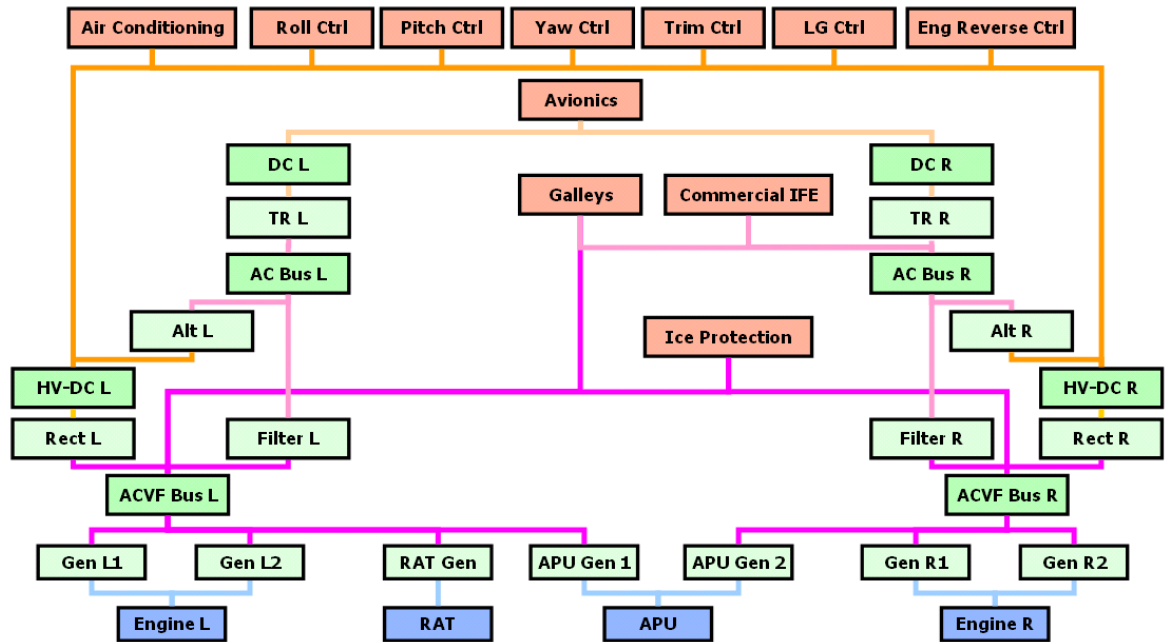 Air Conditioning
Roll Ctrl
Pitch Ctrl
Yaw Ctrl
Trim Ctrl
LG Ctrl
Eng Reverse Ctrl
Avionics
DC L
DC R
Galleys
Commercial IFE
TR L
TR R
AC Bus L
AC Bus R
Alt L
Ice Protection
Alt R
HV-DC L
HV-DC R
Rect L
Filter L
Filter R
Rect R
ACVF Bus L
ACVF Bus R
Gen L1
Gen L2
RAT Gen
APU Gen 1
APU Gen 2
Gen R1
Gen R2
Engine L
RAT
APU
Engine R